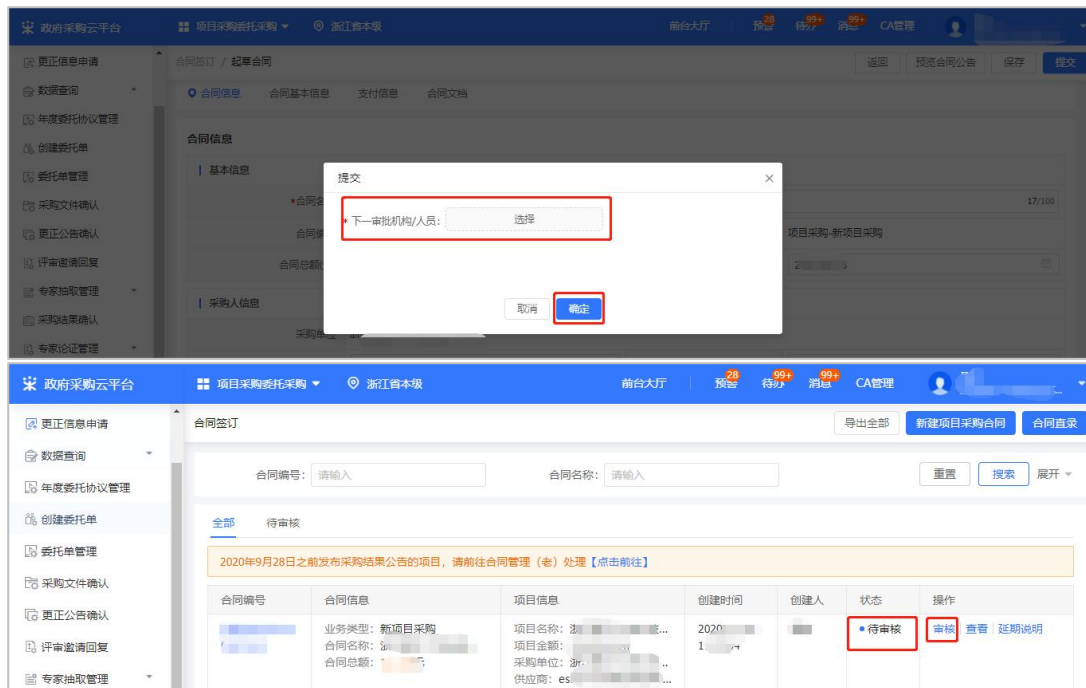 政府采购云平台 项目采购委托采购 浙江省本级 前台大厅 预警 28 待办 99+ 消息 99+ CA管理
更正信息申请 合同签订 / 起草合同 返回 预览合同公告 保存 提交
数据查询 合同信息 合同基本信息 支付信息 合同文档
年度委托协议管理
创建委托单 合同信息
委托单管理 基本信息 提交
采购文件确认 *合同名 17/100
* 下一审批机构/人员: 选择
更正公告确认 合同编 项目采购-新项目采购
评审邀请回复 合同总额
专家抽取管理 采购人信息 取消 确定
采购结果确认
专家论证管理 采购单位
政府采购云平台 项目采购委托采购 浙江省本级 前台大厅 预警 28 待办 99+ 消息 99+ CA管理
更正信息申请 合同签订 导出全部 新建项目采购合同 合同直录
数据查询 合同编号: 请输入 合同名称: 请输入 重置 搜索 展开
年度委托协议管理
创建委托单 全部 待审核
委托单管理 2020年9月28日之前发布采购结果公告的项目，请前往合同管理（老）处理【点击前往】
采购文件确认
更正公告确认 合同编号 合同信息 项目信息 创建时间 创建人 状态 操作
业务类型: 新项目采购 项目名称: 浙 2020 待审核 审核 查看 延期说明
评审邀请回复 合同名称: 项目金额:
合同总额: 采购单位: 浙
专家抽取管理 供应商: